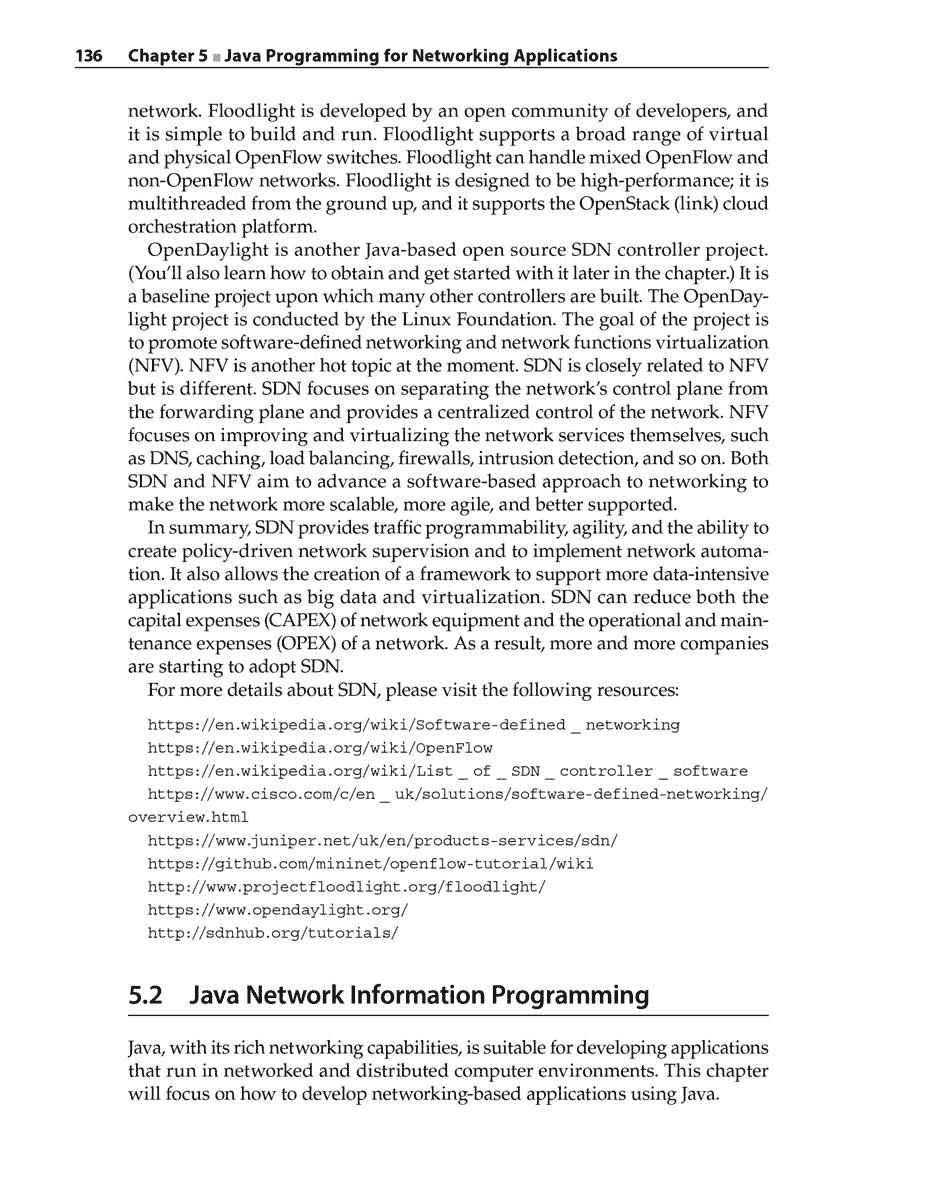 136 Chapter 5 ■ Java Programming for Networking Applications
network. Floodlight is developed by an open community of developers, and
it is simple to build and run. Floodlight supports a broad range of virtual
and physical OpenFlow switches. Floodlight can handle mixed OpenFlow and
non-OpenFlow networks. Floodlight is designed to be high-performance; it is
multithreaded from the ground up, and it supports the OpenStack (link) cloud
orchestration platform.
OpenDaylight is another Java-based open source SDN controller project.
(You’ll also learn how to obtain and get started with it later in the chapter.) It is
a baseline project upon which many other controllers are built. The OpenDay-
light project is conducted by the Linux Foundation. The goal of the project is
to promote software-defined networking and network functions virtualization
(NFV). NFV is another hot topic at the moment. SDN is closely related to NFV
but is different. SDN focuses on separating the network’s control plane from
the forwarding plane and provides a centralized control of the network. NFV
focuses on improving and virtualizing the network services themselves, such
as DNS, caching, load balancing, firewalls, intrusion detection, and so on. Both
SDN and NFV aim to advance a software-based approach to networking to
make the network more scalable, more agile, and better supported.
In summary, SDN provides traffic programmability, agility, and the ability to
create policy-driven network supervision and to implement network automa-
tion. It also allows the creation of a framework to support more data-intensive
applications such as big data and virtualization. SDN can reduce both the
capital expenses (CAPEX) of network equipment and the operational and main-
tenance expenses (OPEX) of a network. As a result, more and more companies
are starting to adopt SDN.
For more details about SDN, please visit the following resources:
https://en.wikipedia.org/wiki/Software-defined _ networking
https://en.wikipedia.org/wiki/OpenFlow
https://en.wikipedia.org/wiki/List _ of _ SDN _ controller _ software
https://www.cisco.com/c/en _ uk/solutions/software-defined-networking/
overview.html
https://www.juniper.net/uk/en/products-services/sdn/
https://github.com/mininet/openflow-tutorial/wiki
http://www.projectfloodlight.org/floodlight/
https://www.opendaylight.org/
http://sdnhub.org/tutorials/
5.2 Java Network Information Programming
Java, with its rich networking capabilities, is suitable for developing applications
that run in networked and distributed computer environments. This chapter
will focus on how to develop networking-based applications using Java.